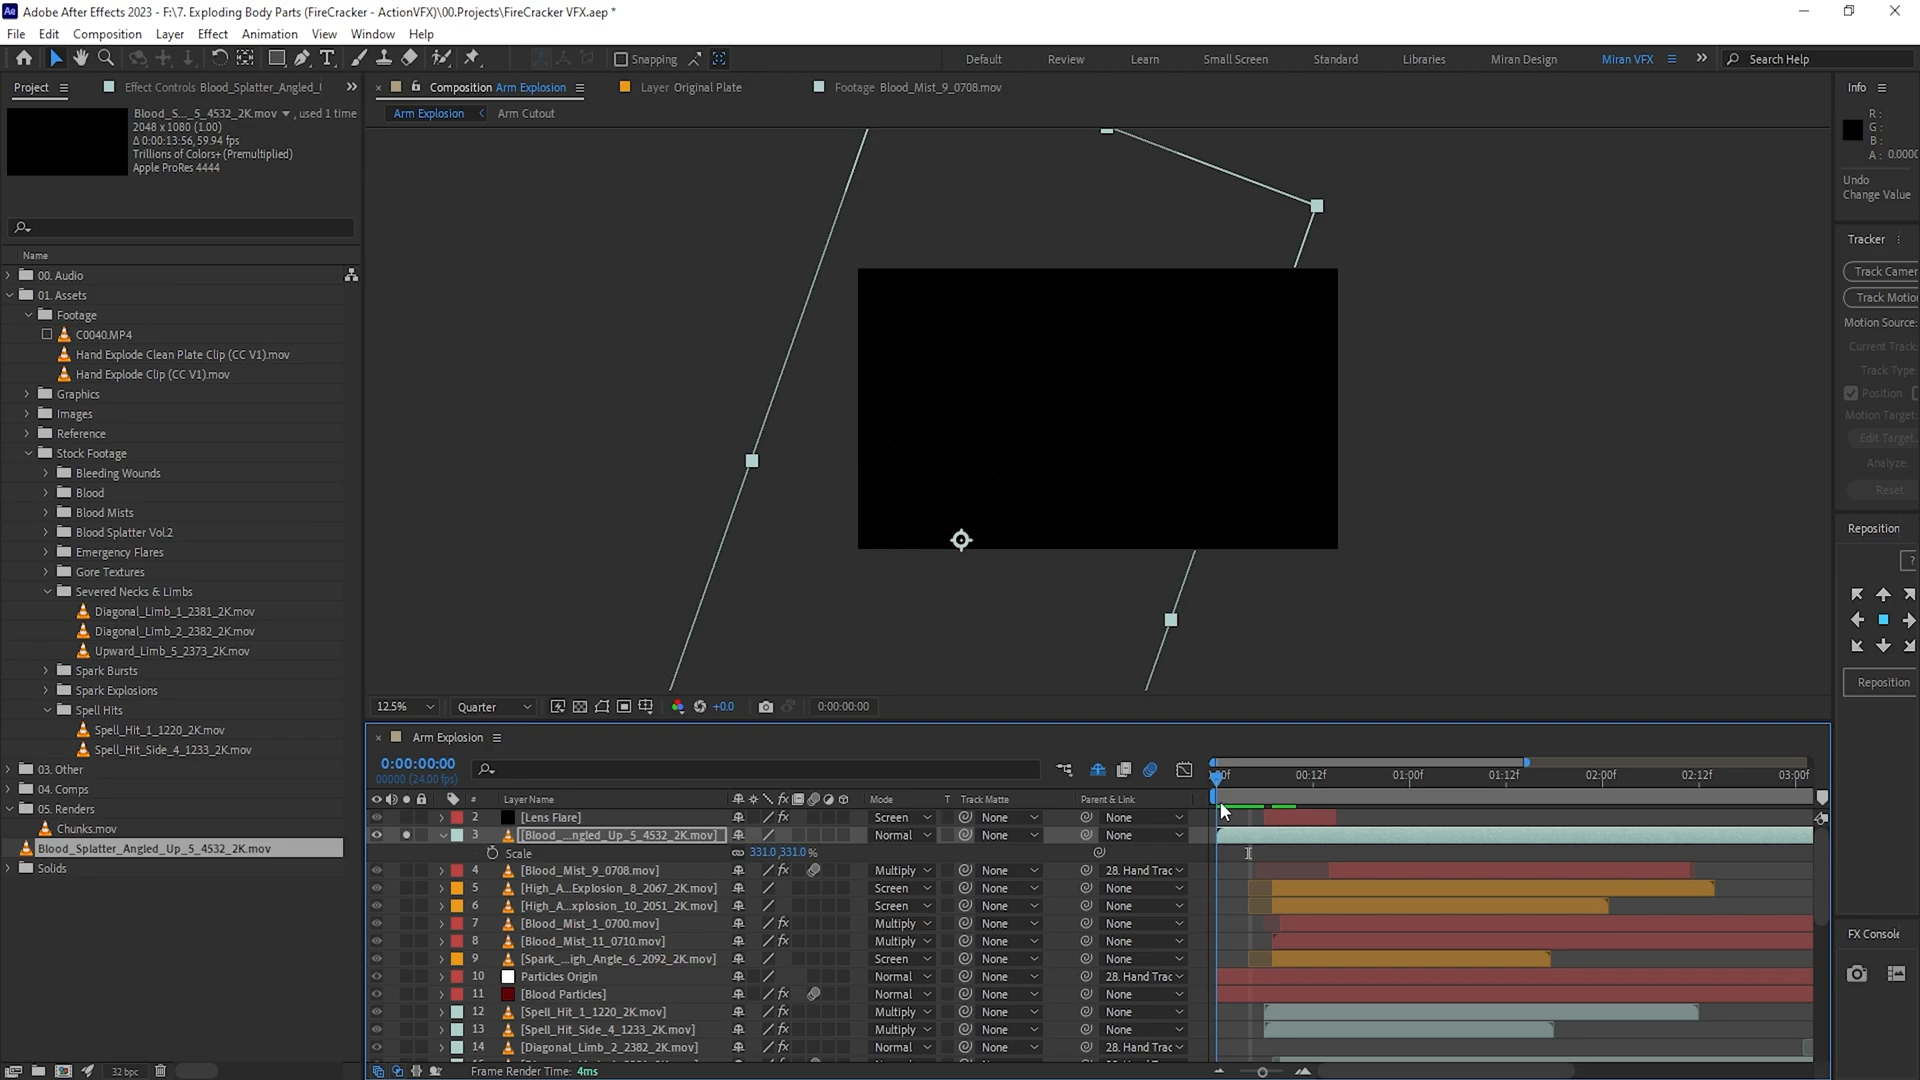 Adobe After Effects 2023 - F:\7. Exploding Body Parts (FireCracker - ActionVFX)\00.Projects\FireCracker VFX.aep *
File Edit Composition Layer Effect Animation View Window Help
Snapping Default Review Learn Small Screen Standard Libraries Miran Design Miran VFX Search Help
Project Effect Controls Blood_Splatter_Angled_ Composition Arm Explosion Layer Original Plate Footage Blood_Mist_9_0708.mov Info
Arm Explosion Arm Cutout
Blood_S..._5_4532_2K.mov , used 1 time
2048 x 1080 (1.00)
Δ 0:00:13:56, 59.94 fps
Trillions of Colors+ (Premultiplied)
Apple ProRes 4444
R:
G:
B:
A: 0.0000
Undo
Change Value
Tracker
Track Camer
Track Motion
Motion Source:
Current Track:
Track Type:
Position
Motion Target:
Edit Target..
Analyze:
Reset
Reposition
?
Reposition
FX Console
Name
00. Audio
01. Assets
Footage
C0040.MP4
Hand Explode Clean Plate Clip (CC V1).mov
Hand Explode Clip (CC V1).mov
Graphics
Images
Reference
Stock Footage
Bleeding Wounds
Blood
Blood Mists
Blood Splatter Vol.2
Emergency Flares
Gore Textures
Severed Necks & Limbs
Diagonal_Limb_1_2381_2K.mov
Diagonal_Limb_2_2382_2K.mov
Upward_Limb_5_2373_2K.mov
Spark Bursts
Spark Explosions
Spell Hits
Spell_Hit_1_1220_2K.mov
Spell_Hit_Side_4_1233_2K.mov
03. Other
04. Comps
05. Renders
Chunks.mov
Blood_Splatter_Angled_Up_5_4532_2K.mov
Solids
32 bpc
12.5% Quarter +0.0 0:00:00:00
Arm Explosion
0:00:00:00
00000 (24.00 fps)
:00f 00:12f 01:00f 01:12f 02:00f 02:12f 03:00f
# Layer Name Mode T Track Matte Parent & Link
2 [Lens Flare] Screen None None
3 [Blood_...ngled_Up_5_4532_2K.mov] Normal None None
Scale 331.0,331.0 %
4 [Blood_Mist_9_0708.mov] Multiply None 28. Hand Trac
5 [High_A...Explosion_8_2067_2K.mov] Screen None None
6 [High_A...xplosion_10_2051_2K.mov] Screen None None
7 [Blood_Mist_1_0700.mov] Multiply None None
8 [Blood_Mist_11_0710.mov] Multiply None None
9 [Spark_...igh_Angle_6_2092_2K.mov] Screen None None
10 Particles Origin Normal None 28. Hand Trac
11 [Blood Particles] Normal None None
12 [Spell_Hit_1_1220_2K.mov] Multiply None None
13 [Spell_Hit_Side_4_1233_2K.mov] Multiply None None
14 [Diagonal_Limb_2_2382_2K.mov] Normal None 28. Hand Trac
Frame Render Time: 4ms